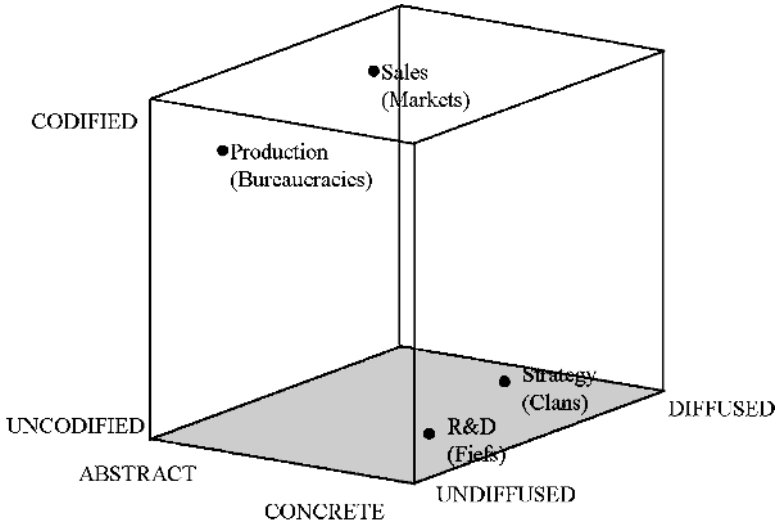 Sales
(Markets)
CODIFIED
Production
(Bureaucracies)
Strategy
(Clans)
DIFFUSED
UNCODIFIED
R&D
(Fiefs)
ABSTRACT
UNDIFFUSED
CONCRETE